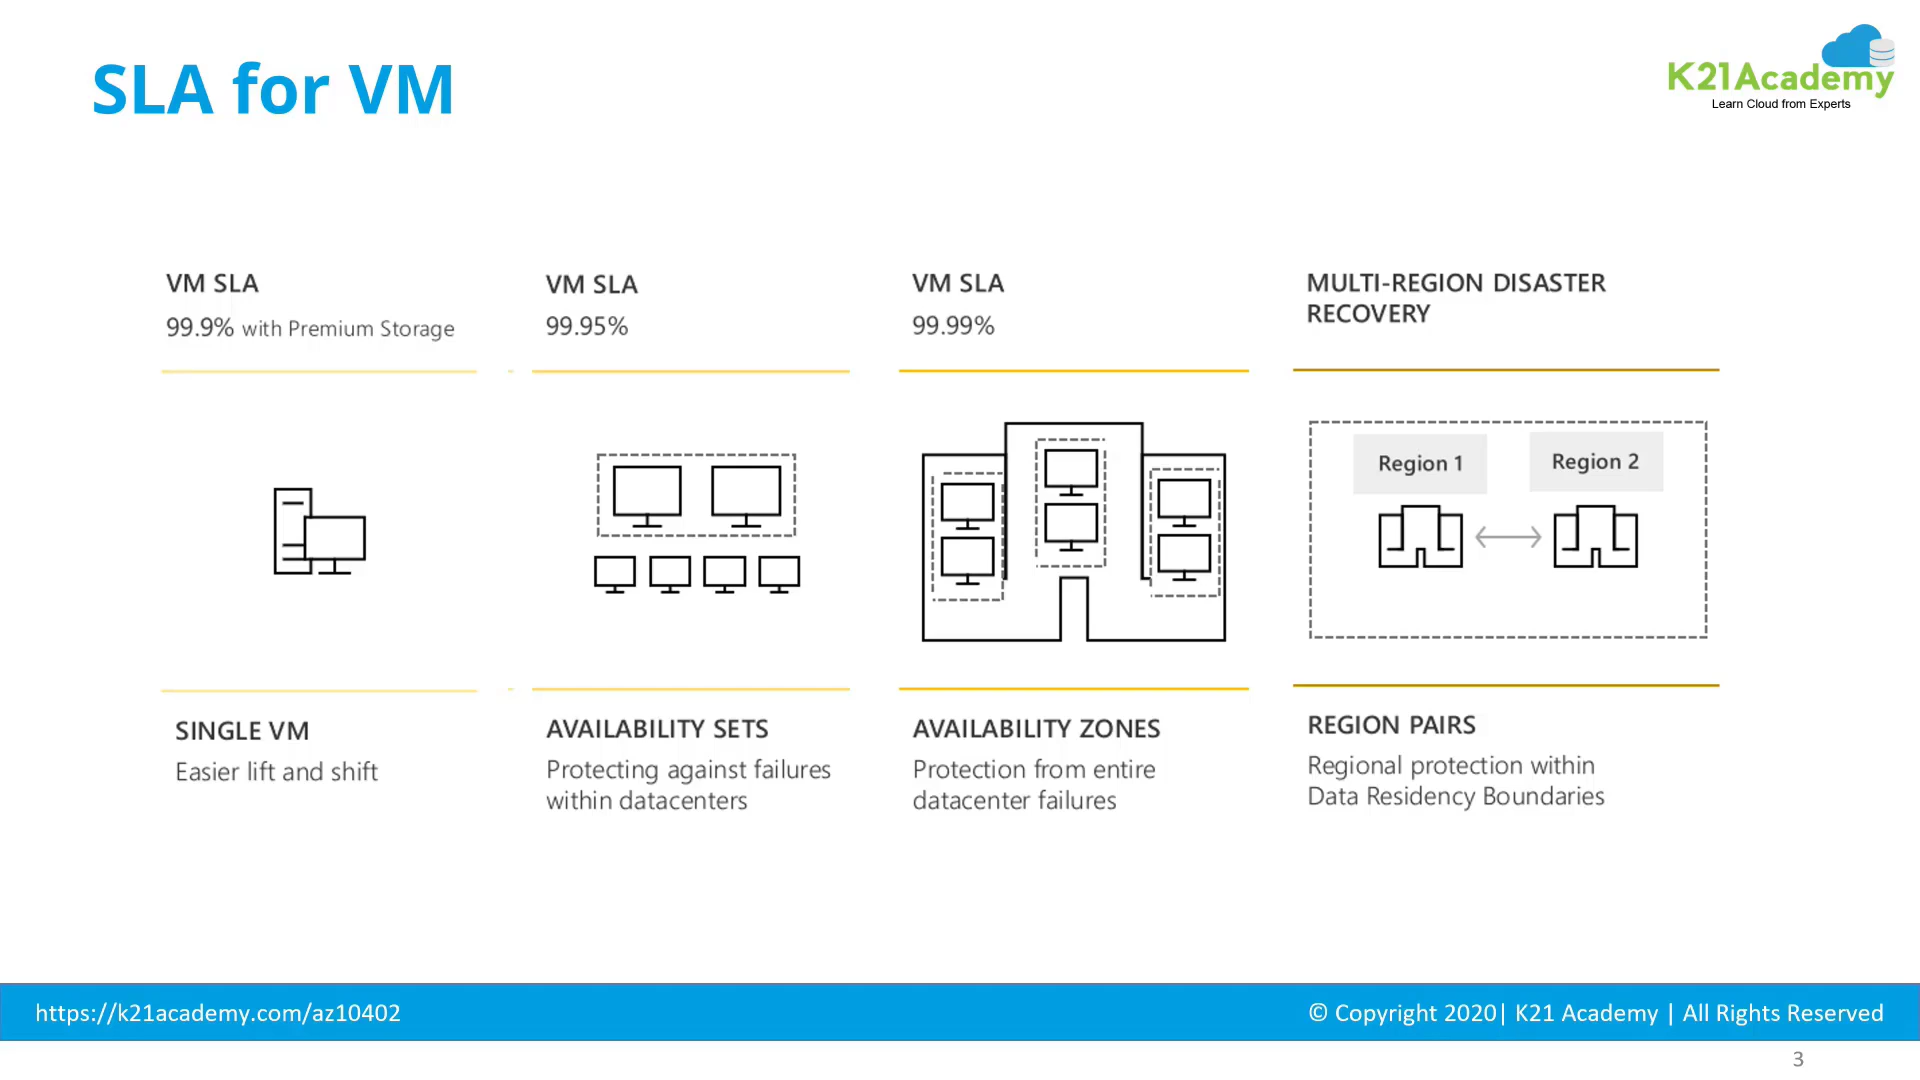 SLA for VM
K21Academy
Learn Cloud from Experts
VM SLA
99.9% with Premium Storage
VM SLA
99.95%
VM SLA
99.99%
MULTI-REGION DISASTER
RECOVERY
Region 1
Region 2
SINGLE VM
Easier lift and shift
AVAILABILITY SETS
Protecting against failures
within datacenters
AVAILABILITY ZONES
Protection from entire
datacenter failures
REGION PAIRS
Regional protection within
Data Residency Boundaries
https://k21academy.com/az10402
© Copyright 2020| K21 Academy | All Rights Reserved
3